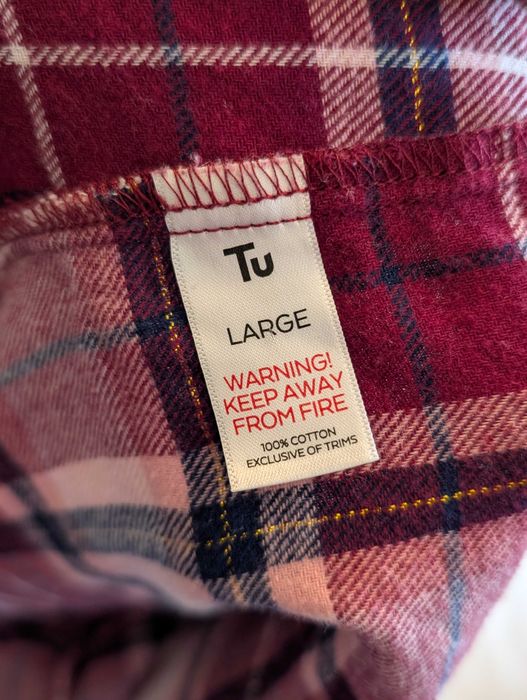 Tu
LARGE
WARNING!
KEEP AWAY
FROM FIRE
100% COTTON
EXCLUSIVE OF TRIMS